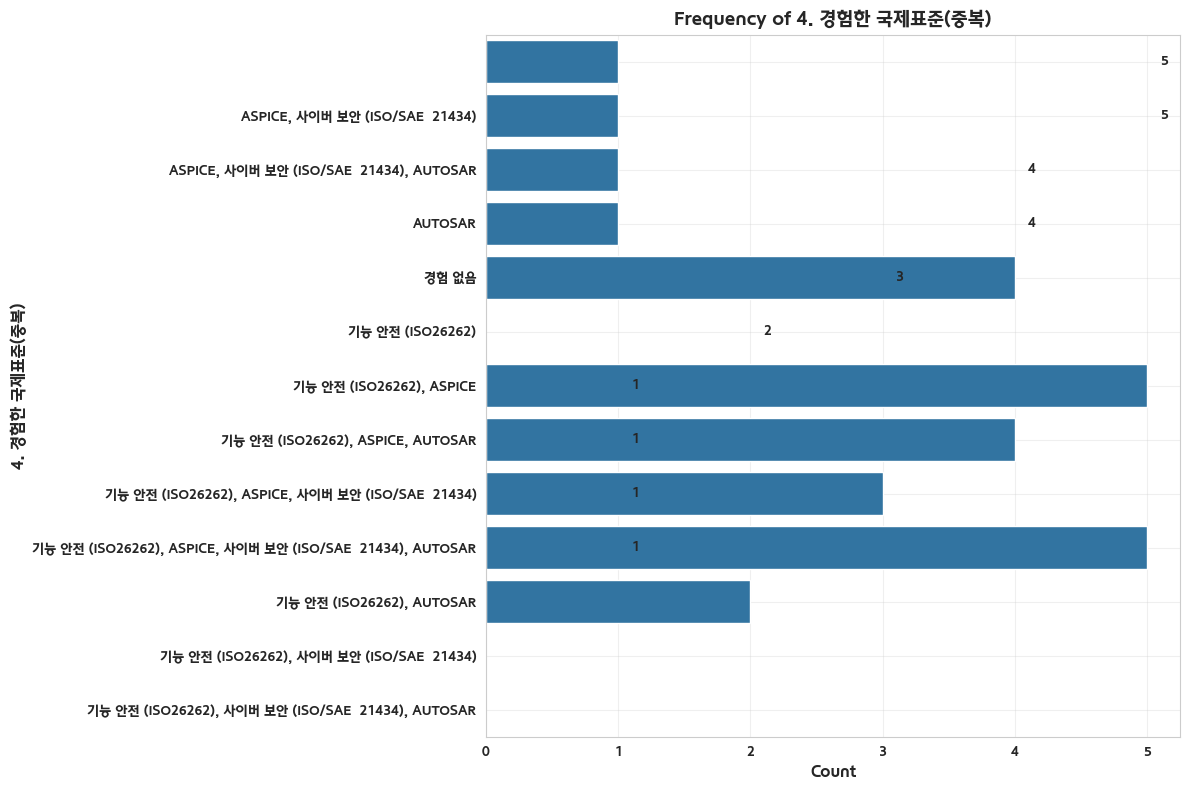 Frequency of 4. 경험한 국제표준(중복)
5
ASPICE, 사이버 보안 (ISO/SAE  21434)
5
ASPICE, 사이버 보안 (ISO/SAE  21434), AUTOSAR
4
AUTOSAR
4
경험 없음
3
기능 안전 (ISO26262)
2
기능 안전 (ISO26262), ASPICE
1
기능 안전 (ISO26262), ASPICE, AUTOSAR
1
기능 안전 (ISO26262), ASPICE, 사이버 보안 (ISO/SAE  21434)
1
기능 안전 (ISO26262), ASPICE, 사이버 보안 (ISO/SAE  21434), AUTOSAR
1
기능 안전 (ISO26262), AUTOSAR
기능 안전 (ISO26262), 사이버 보안 (ISO/SAE  21434)
기능 안전 (ISO26262), 사이버 보안 (ISO/SAE  21434), AUTOSAR
4. 경험한 국제표준(중복)
0 1 2 3 4 5
Count